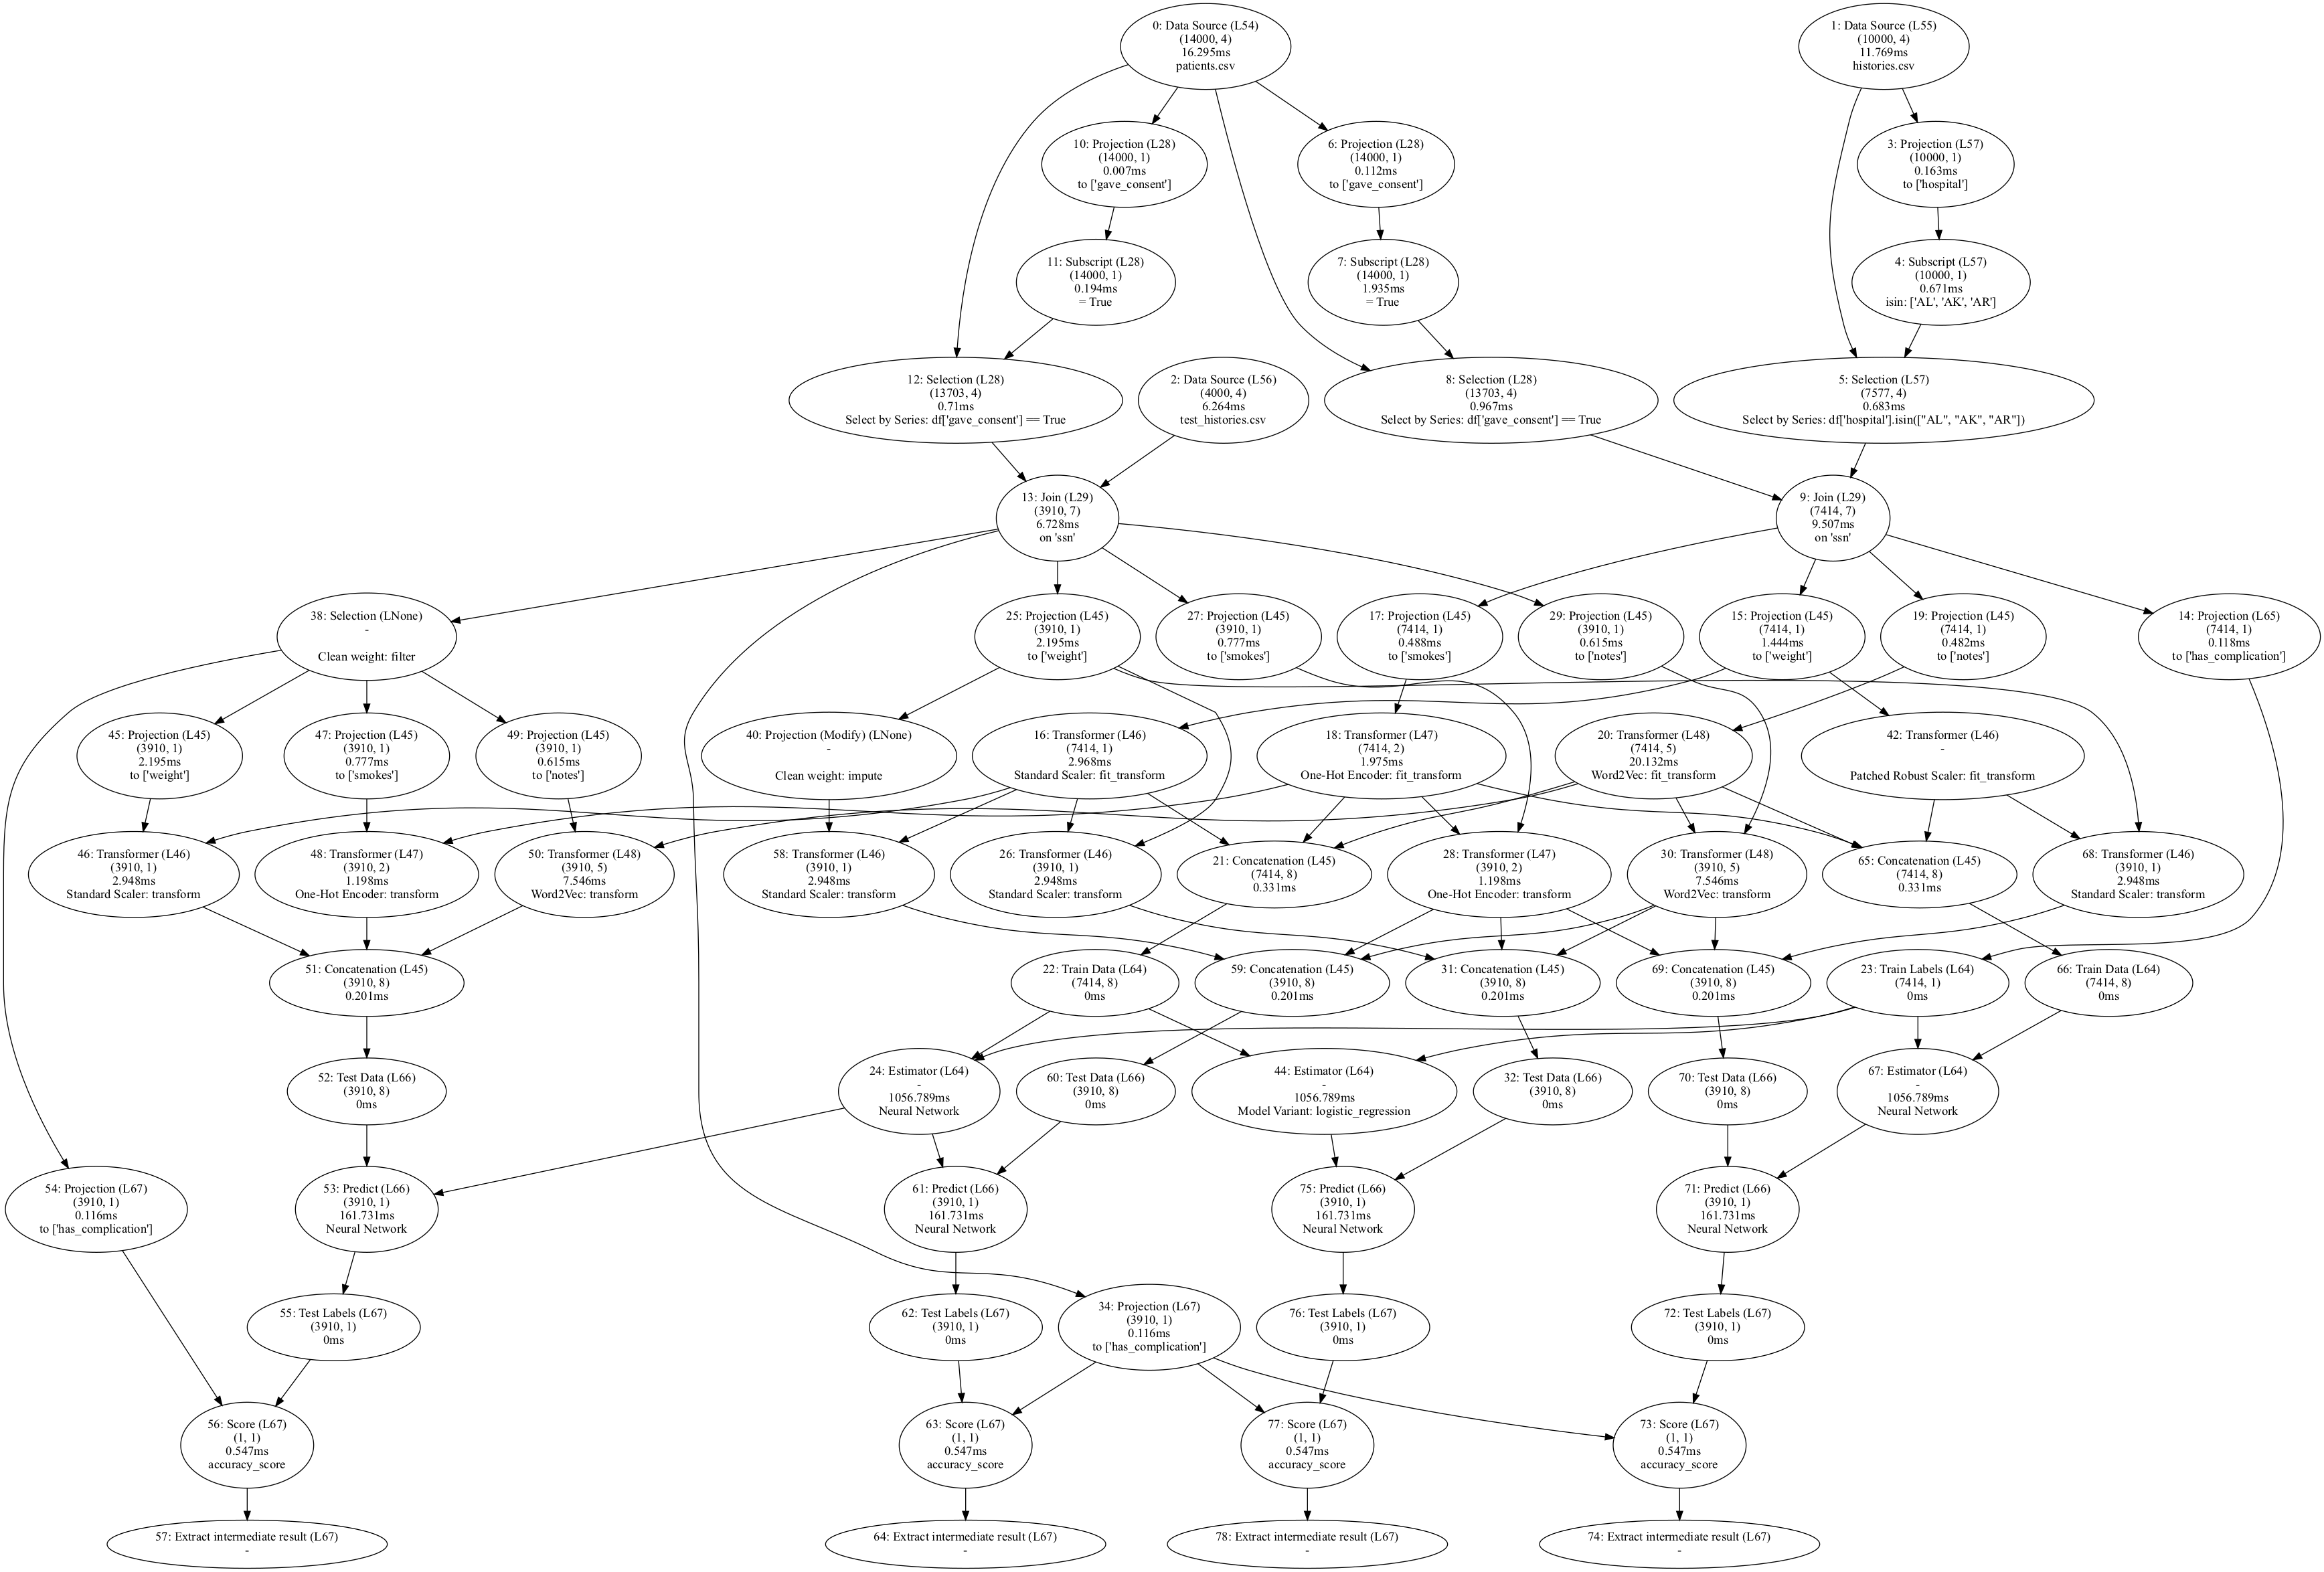 0: Data Source (L54)
(14000, 4)
16.295ms
patients.csv
1: Data Source (L55)
(10000, 4)
11.769ms
histories.csv
10: Projection (L28)
(14000, 1)
0.007ms
to ['gave_consent']
6: Projection (L28)
(14000, 1)
0.112ms
to ['gave_consent']
3: Projection (L57)
(10000, 1)
0.163ms
to ['hospital']
11: Subscript (L28)
(14000, 1)
0.194ms
= True
7: Subscript (L28)
(14000, 1)
1.935ms
= True
4: Subscript (L57)
(10000, 1)
0.671ms
isin: ['AL', 'AK', 'AR']
12: Selection (L28)
(13703, 4)
0.71ms
Select by Series: df['gave_consent'] == True
2: Data Source (L56)
(4000, 4)
6.264ms
test_histories.csv
8: Selection (L28)
(13703, 4)
0.967ms
Select by Series: df['gave_consent'] == True
5: Selection (L57)
(7577, 4)
0.683ms
Select by Series: df['hospital'].isin(["AL", "AK", "AR"])
13: Join (L29)
(3910, 7)
6.728ms
on 'ssn'
9: Join (L29)
(7414, 7)
9.507ms
on 'ssn'
38: Selection (LNone)
-
Clean weight: filter
25: Projection (L45)
(3910, 1)
2.195ms
to ['weight']
27: Projection (L45)
(3910, 1)
0.777ms
to ['smokes']
17: Projection (L45)
(7414, 1)
0.488ms
to ['smokes']
29: Projection (L45)
(3910, 1)
0.615ms
to ['notes']
15: Projection (L45)
(7414, 1)
1.444ms
to ['weight']
19: Projection (L45)
(7414, 1)
0.482ms
to ['notes']
14: Projection (L65)
(7414, 1)
0.118ms
to ['has_complication']
45: Projection (L45)
(3910, 1)
2.195ms
to ['weight']
47: Projection (L45)
(3910, 1)
0.777ms
to ['smokes']
49: Projection (L45)
(3910, 1)
0.615ms
to ['notes']
40: Projection (Modify) (LNone)
-
Clean weight: impute
16: Transformer (L46)
(7414, 1)
2.968ms
Standard Scaler: fit_transform
18: Transformer (L47)
(7414, 2)
1.975ms
One-Hot Encoder: fit_transform
20: Transformer (L48)
(7414, 5)
20.132ms
Word2Vec: fit_transform
42: Transformer (L46)
-
Patched Robust Scaler: fit_transform
46: Transformer (L46)
(3910, 1)
2.948ms
Standard Scaler: transform
48: Transformer (L47)
(3910, 2)
1.198ms
One-Hot Encoder: transform
50: Transformer (L48)
(3910, 5)
7.546ms
Word2Vec: transform
58: Transformer (L46)
(3910, 1)
2.948ms
Standard Scaler: transform
26: Transformer (L46)
(3910, 1)
2.948ms
Standard Scaler: transform
21: Concatenation (L45)
(7414, 8)
0.331ms
28: Transformer (L47)
(3910, 2)
1.198ms
One-Hot Encoder: transform
30: Transformer (L48)
(3910, 5)
7.546ms
Word2Vec: transform
65: Concatenation (L45)
(7414, 8)
0.331ms
68: Transformer (L46)
(3910, 1)
2.948ms
Standard Scaler: transform
51: Concatenation (L45)
(3910, 8)
0.201ms
22: Train Data (L64)
(7414, 8)
0ms
59: Concatenation (L45)
(3910, 8)
0.201ms
31: Concatenation (L45)
(3910, 8)
0.201ms
69: Concatenation (L45)
(3910, 8)
0.201ms
23: Train Labels (L64)
(7414, 1)
0ms
66: Train Data (L64)
(7414, 8)
0ms
52: Test Data (L66)
(3910, 8)
0ms
24: Estimator (L64)
-
1056.789ms
Neural Network
60: Test Data (L66)
(3910, 8)
0ms
44: Estimator (L64)
-
1056.789ms
Model Variant: logistic_regression
32: Test Data (L66)
(3910, 8)
0ms
70: Test Data (L66)
(3910, 8)
0ms
67: Estimator (L64)
-
1056.789ms
Neural Network
54: Projection (L67)
(3910, 1)
0.116ms
to ['has_complication']
53: Predict (L66)
(3910, 1)
161.731ms
Neural Network
61: Predict (L66)
(3910, 1)
161.731ms
Neural Network
75: Predict (L66)
(3910, 1)
161.731ms
Neural Network
71: Predict (L66)
(3910, 1)
161.731ms
Neural Network
55: Test Labels (L67)
(3910, 1)
0ms
62: Test Labels (L67)
(3910, 1)
0ms
34: Projection (L67)
(3910, 1)
0.116ms
to ['has_complication']
76: Test Labels (L67)
(3910, 1)
0ms
72: Test Labels (L67)
(3910, 1)
0ms
56: Score (L67)
(1, 1)
0.547ms
accuracy_score
63: Score (L67)
(1, 1)
0.547ms
accuracy_score
77: Score (L67)
(1, 1)
0.547ms
accuracy_score
73: Score (L67)
(1, 1)
0.547ms
accuracy_score
57: Extract intermediate result (L67)
-
64: Extract intermediate result (L67)
-
78: Extract intermediate result (L67)
-
74: Extract intermediate result (L67)
-